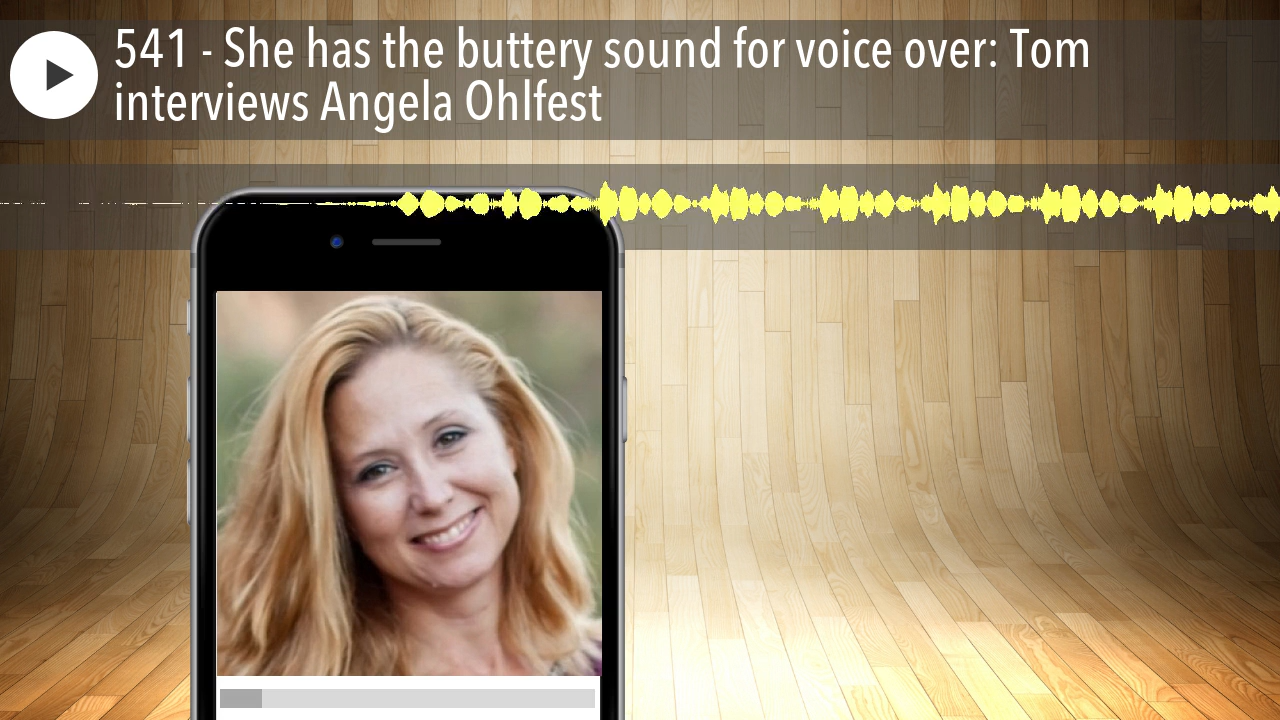 541 - She has the buttery sound for voice over: Tom
interviews Angela Ohlfest